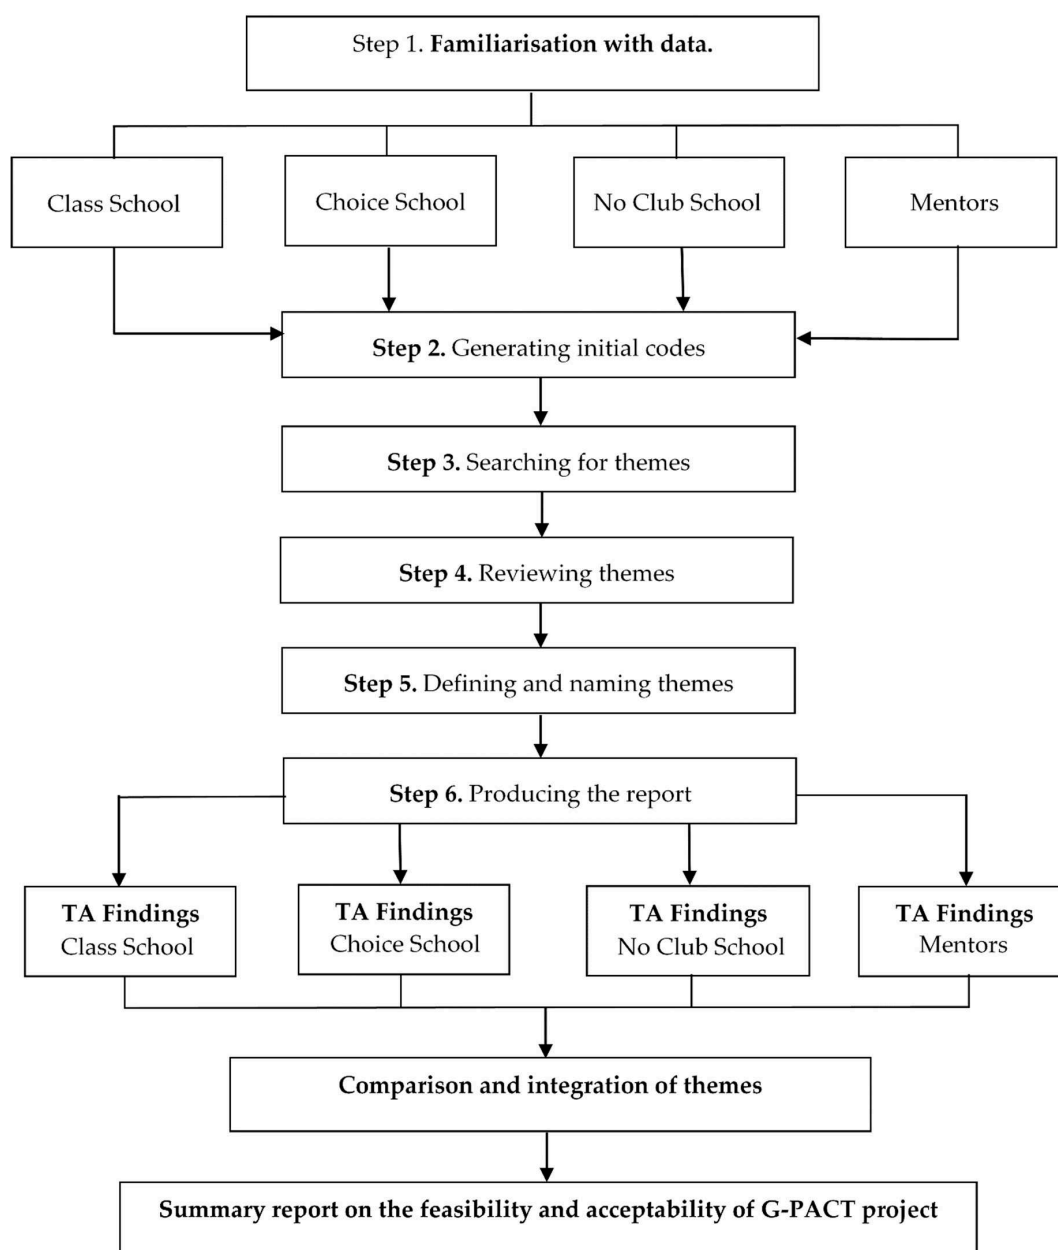 Step 1. Familiarisation with data.
Class School
Choice School
No Club School
Mentors
Step 2. Generating initial codes
Step 3. Searching for themes
Step 4. Reviewing themes
Step 5. Defining and naming themes
Step 6. Producing the report
TA Findings
Class School
TA Findings
Choice School
TA Findings
No Club School
TA Findings
Mentors
Comparison and integration of themes
Summary report on the feasibility and acceptability of G-PACT project